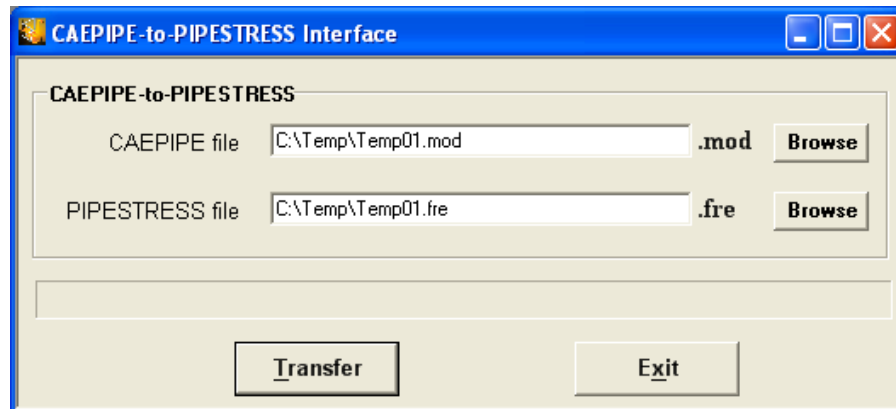 CAEPIPE-to-PIPESTRESS Interface
CAEPIPE-to-PIPESTRESS
CAEPIPE file C:\Temp\Temp01.mod .mod Browse
PIPESTRESS file C:\Temp\Temp01.fre .fre Browse
Transfer Exit